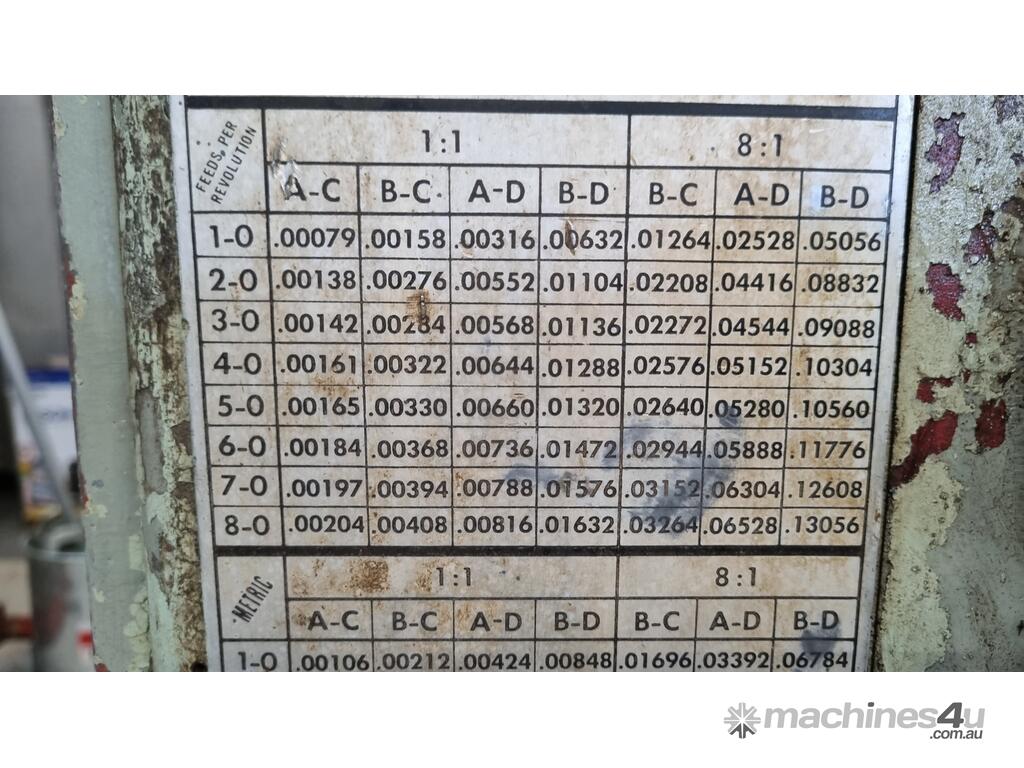 FEEDS, PER REVOLUTION 1:1 8:1
A-C B-C A-D B-D B-C A-D B-D
1-0 .00079 .00158 .00316 .00632 .01264 .02528 .05056
2-0 .00138 .00276 .00552 .01104 .02208 .04416 .08832
3-0 .00142 .00284 .00568 .01136 .02272 .04544 .09088
4-0 .00161 .00322 .00644 .01288 .02576 .05152 .10304
5-0 .00165 .00330 .00660 .01320 .02640 .05280 .10560
6-0 .00184 .00368 .00736 .01472 .02944 .05888 .11776
7-0 .00197 .00394 .00788 .01576 .03152 .06304 .12608
8-0 .00204 .00408 .00816 .01632 .03264 .06528 .13056
METRIC 1:1 8:1
A-C B-C A-D B-D B-C A-D B-D
1-0 .00106 .00212 .00424 .00848 .01696 .03392 .06784
machines4u
.com.au